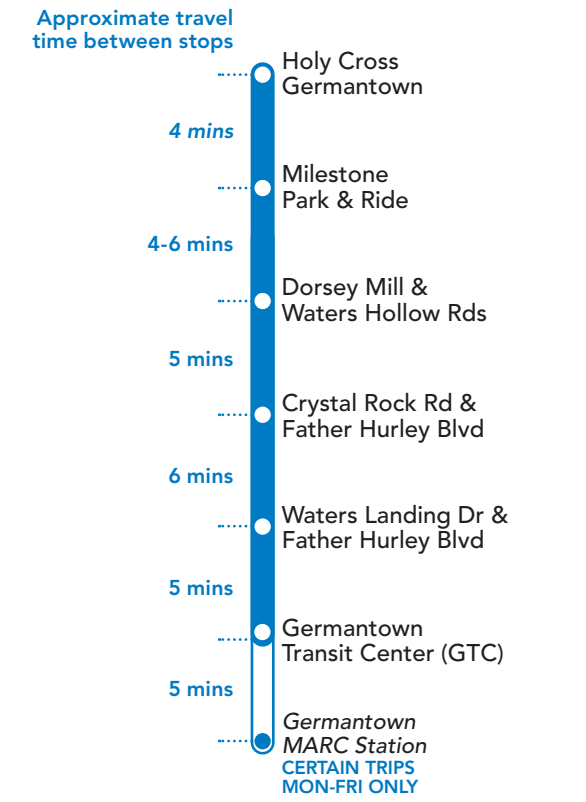 Approximate travel
time between stops
Holy Cross
Germantown
4 mins
Milestone
Park & Ride
4-6 mins
Dorsey Mill &
Waters Hollow Rds
5 mins
Crystal Rock Rd &
Father Hurley Blvd
6 mins
Waters Landing Dr &
Father Hurley Blvd
5 mins
Germantown
Transit Center (GTC)
5 mins
Germantown
MARC Station
CERTAIN TRIPS
MON-FRI ONLY